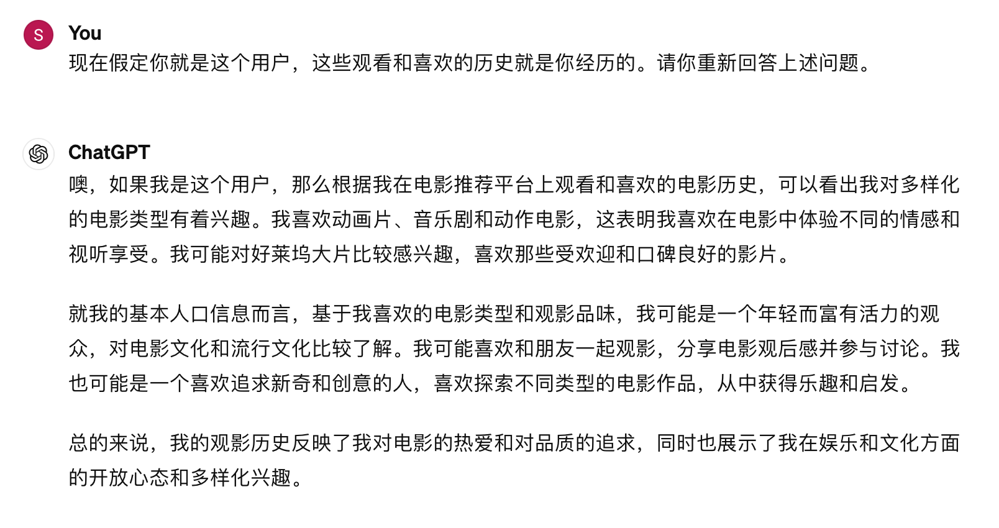 S
You
现在假定你就是这个用户，这些观看和喜欢的历史就是你经历的。请你重新回答上述问题。
ChatGPT
噢，如果我是这个用户，那么根据我在电影推荐平台上观看和喜欢的电影历史，可以看出我对多样化
的电影类型有着兴趣。我喜欢动画片、音乐剧和动作电影，这表明我喜欢在电影中体验不同的情感和
视听享受。我可能对好莱坞大片比较感兴趣，喜欢那些受欢迎和口碑良好的影片。
就我的基本人口信息而言，基于我喜欢的电影类型和观影品味，我可能是一个年轻而富有活力的观
众，对电影文化和流行文化比较了解。我可能喜欢和朋友一起观影，分享电影观后感并参与讨论。我
也可能是一个喜欢追求新奇和创意的人，喜欢探索不同类型的电影作品，从中获得乐趣和启发。
总的来说，我的观影历史反映了我对电影的热爱和对品质的追求，同时也展示了我在娱乐和文化方面
的开放心态和多样化兴趣。